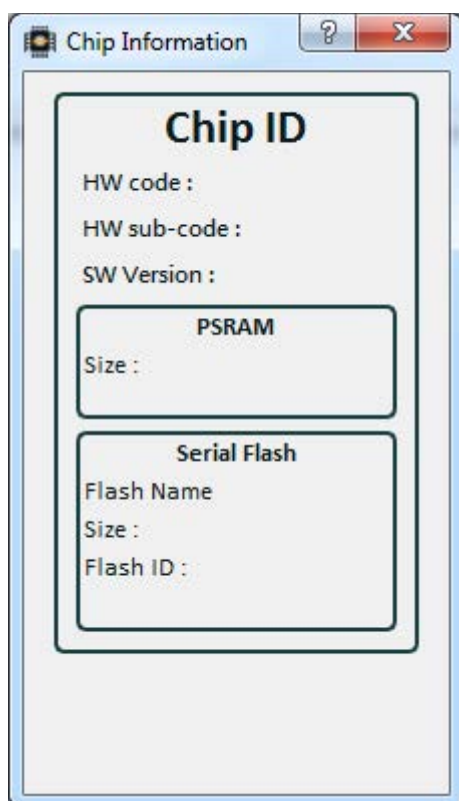 Chip Information
Chip ID
HW code :
HW sub-code :
SW Version :
PSRAM
Size :
Serial Flash
Flash Name
Size :
Flash ID :